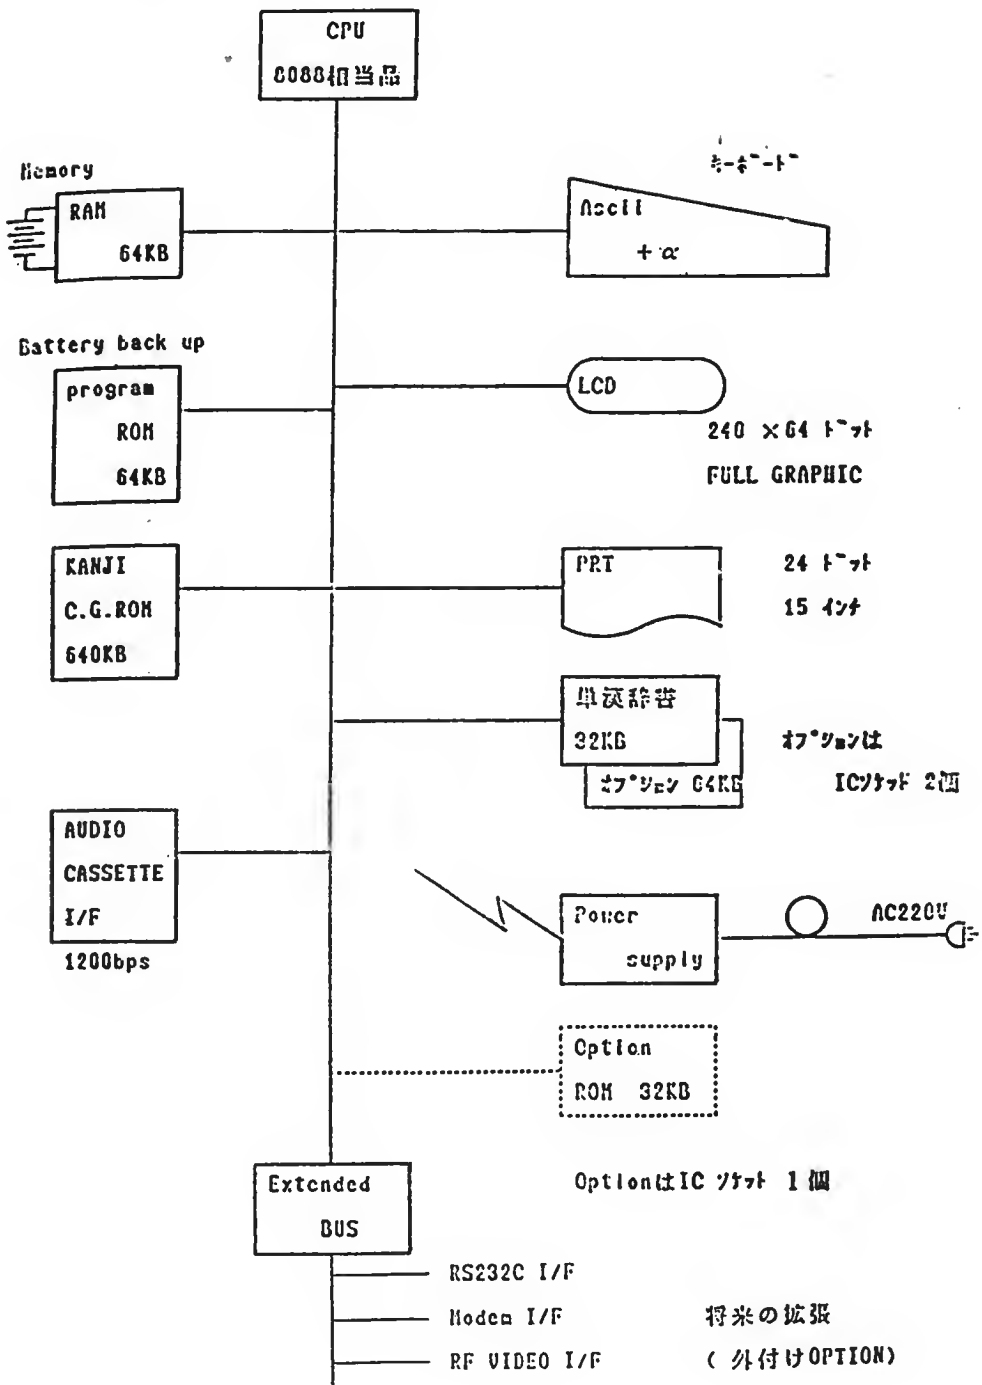 CPU
8088相当品
Memory
RAM
64KB
キーボード
Ascii
+α
Battery back up
program
ROM
64KB
LCD
240 ×64 ドット
FULL GRAPHIC
KANJI
C.G.ROM
640KB
PRT
24 ドット
15 インチ
単漢辞書
32KB
オプション 64KB
オプションは
ICソケット 2個
AUDIO
CASSETTE
I/F
1200bps
Power
supply
AC220V
Option
ROM 32KB
OptionはIC ソケット 1個
Extended
BUS
RS232C I/F
Modem I/F
RF VIDEO I/F
将来の拡張
( 外付けOPTION)